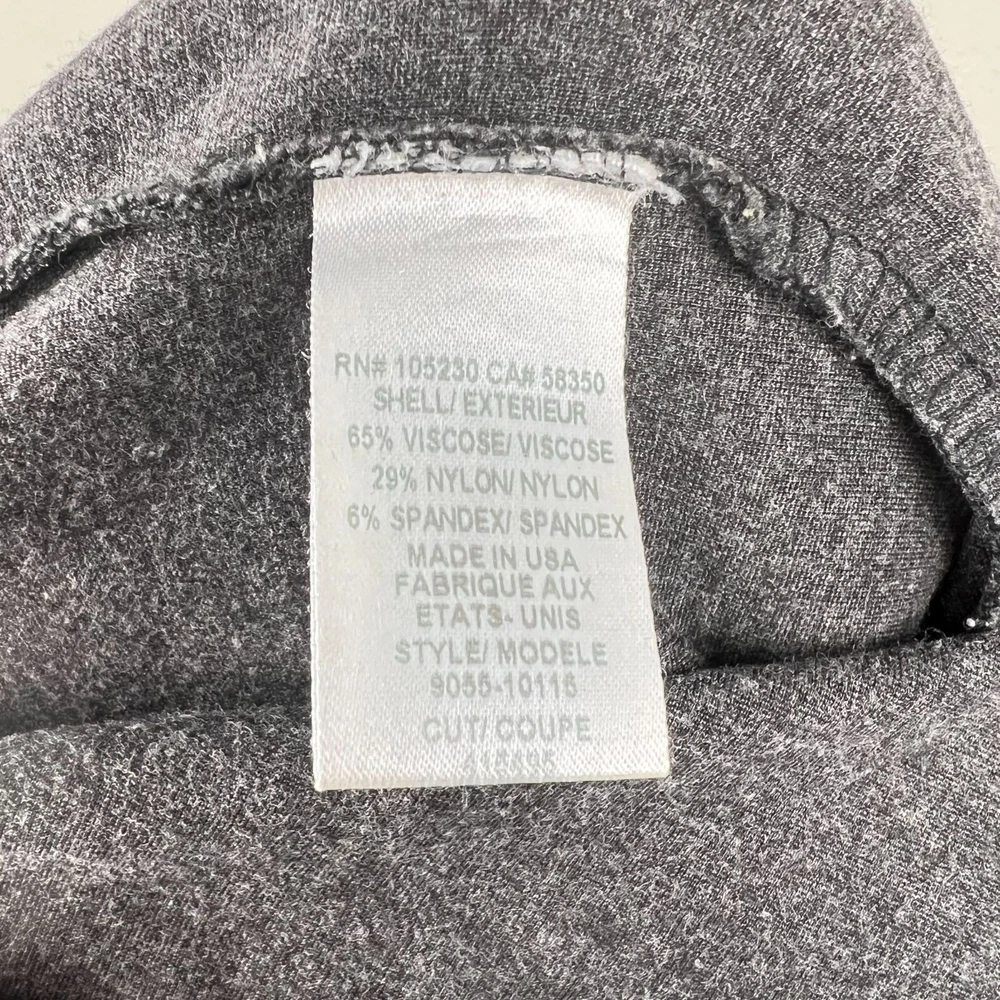 RN# 105230 CA# 58350
SHELL/ EXTERIEUR
65% VISCOSE/ VISCOSE
29% NYLON/ NYLON
6% SPANDEX/ SPANDEX
MADE IN USA
FABRIQUE AUX
ETATS- UNIS
STYLE/ MODELE
9055-10115
CUT/ COUPE